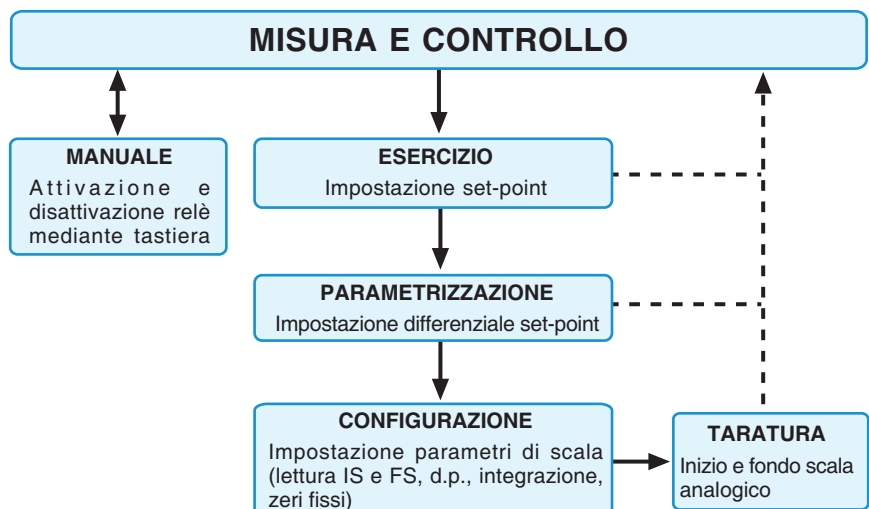 MISURA E CONTROLLO
MANUALE
Attivazione e
disattivazione relè
mediante tastiera
ESERCIZIO
Impostazione set-point
PARAMETRIZZAZIONE
Impostazione differenziale set-point
CONFIGURAZIONE
Impostazione parametri di scala
(lettura IS e FS, d.p., integrazione,
zeri fissi)
TARATURA
Inizio e fondo scala
analogico